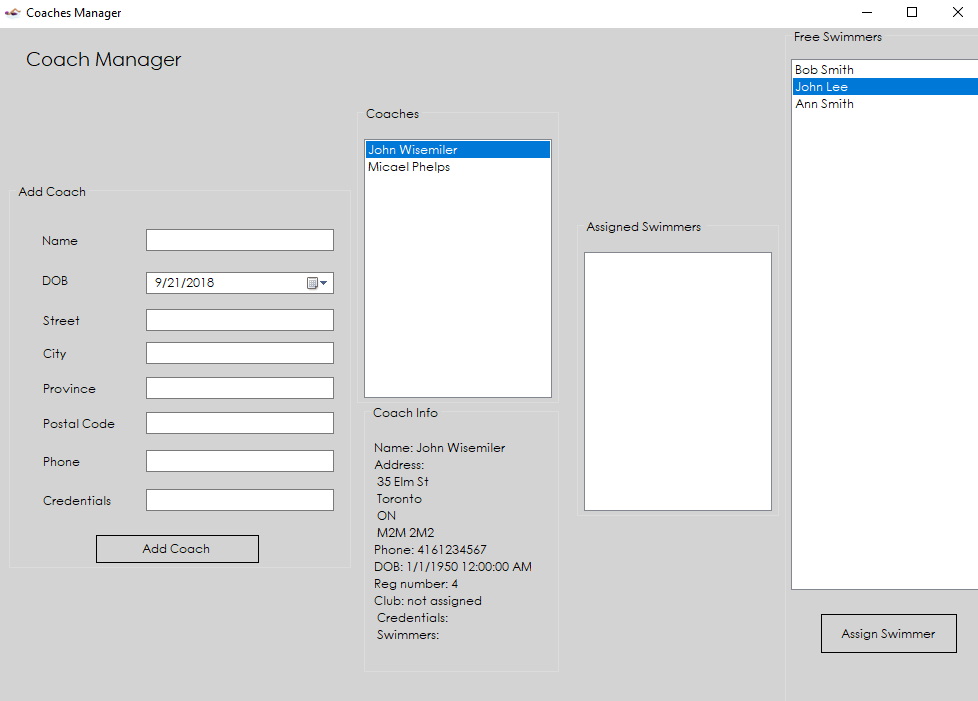 Coaches Manager
Coach Manager
Add Coach
Name
DOB
9/21/2018
Street
City
Province
Postal Code
Phone
Credentials
Add Coach
Coaches
John Wisemiler
Micael Phelps
Coach Info
Name: John Wisemiler
Address:
35 Elm St
Toronto
ON
M2M 2M2
Phone: 4161234567
DOB: 1/1/1950 12:00:00 AM
Reg number: 4
Club: not assigned
Credentials:
Swimmers:
Assigned Swimmers
Free Swimmers
Bob Smith
John Lee
Ann Smith
Assign Swimmer